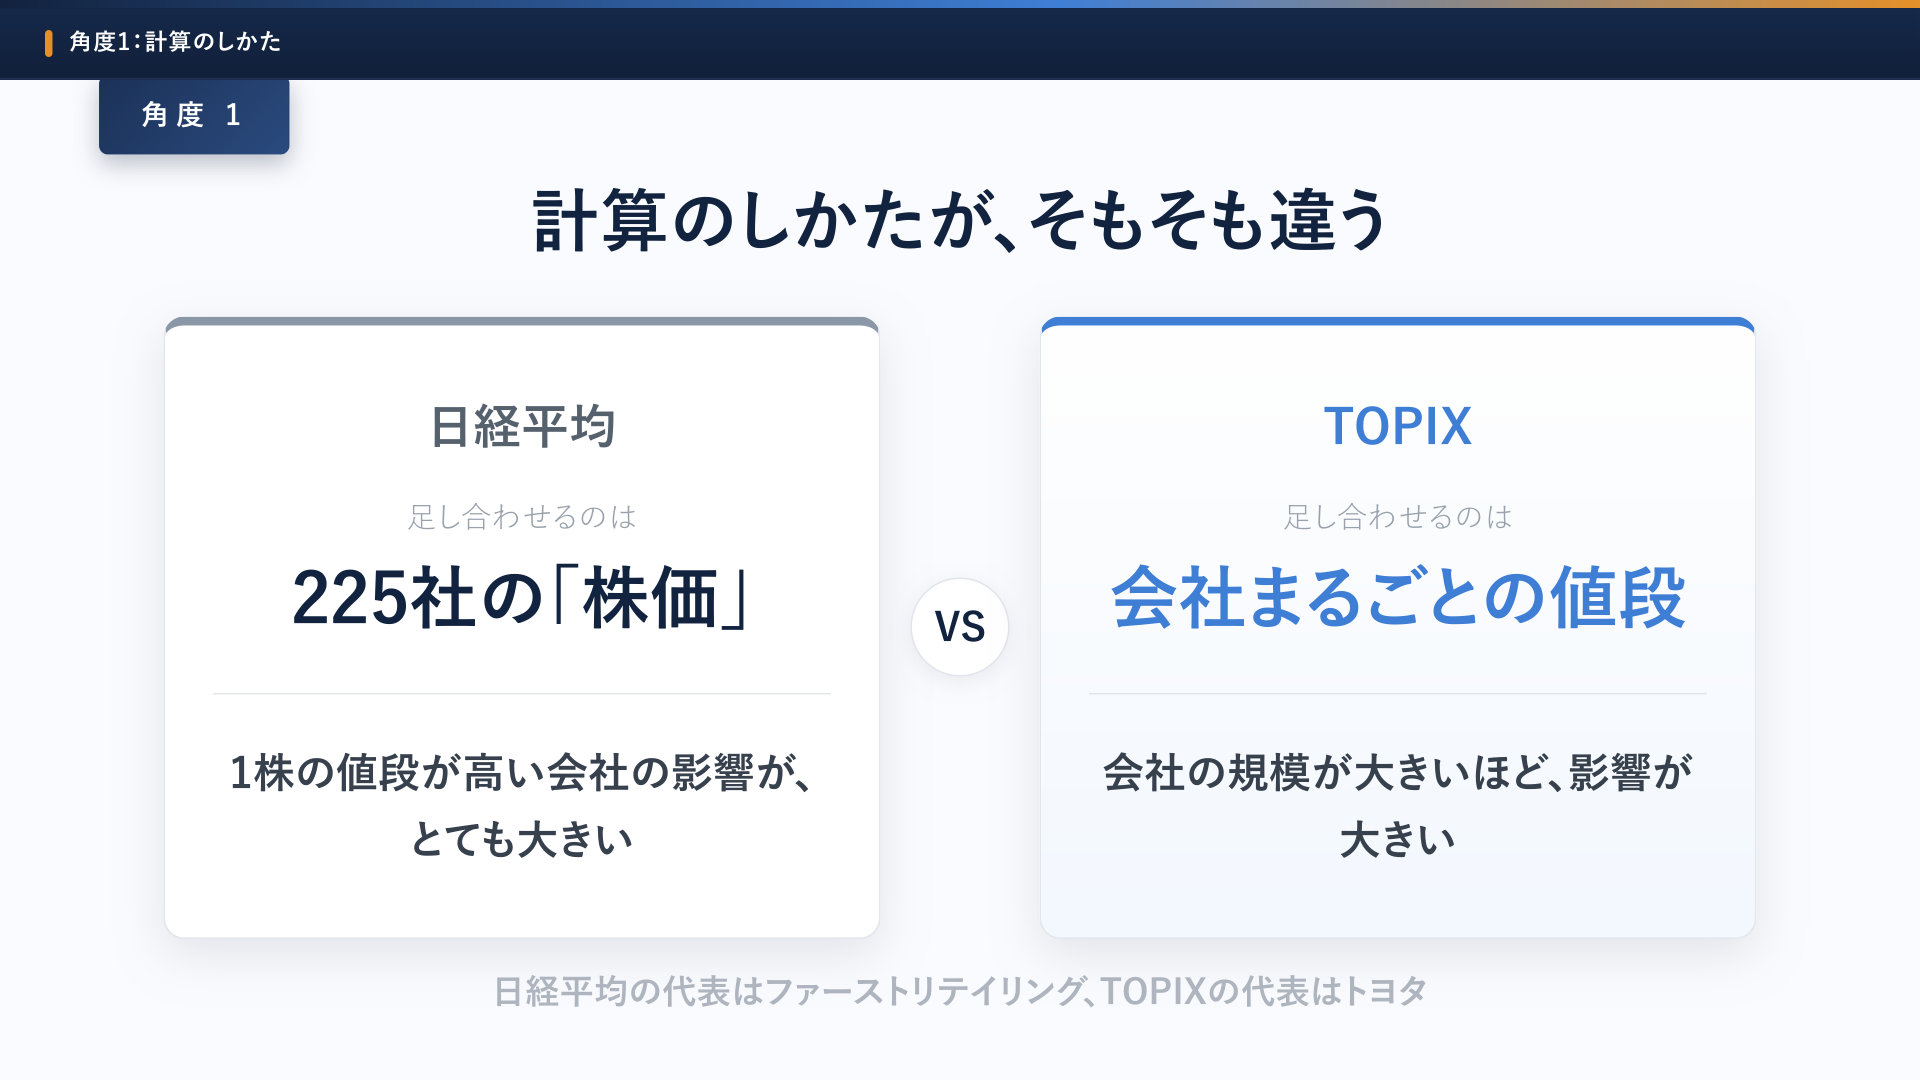 角度1：計算のしかた
角度 1
計算のしかたが、そもそも違う
日経平均
足し合わせるのは
225社の「株価」
1株の値段が高い会社の影響が、
とても大きい
VS
TOPIX
足し合わせるのは
会社まるごとの値段
会社の規模が大きいほど、影響が
大きい
日経平均の代表はファーストリテイリング、TOPIXの代表はトヨタ